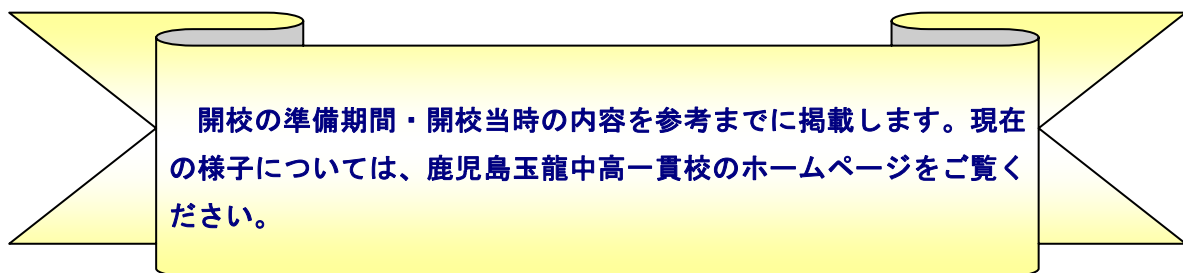 開校の準備期間・開校当時の内容を参考までに掲載します。現在
の様子については、鹿児島玉龍中高一貫校のホームページをご覧く
ださい。